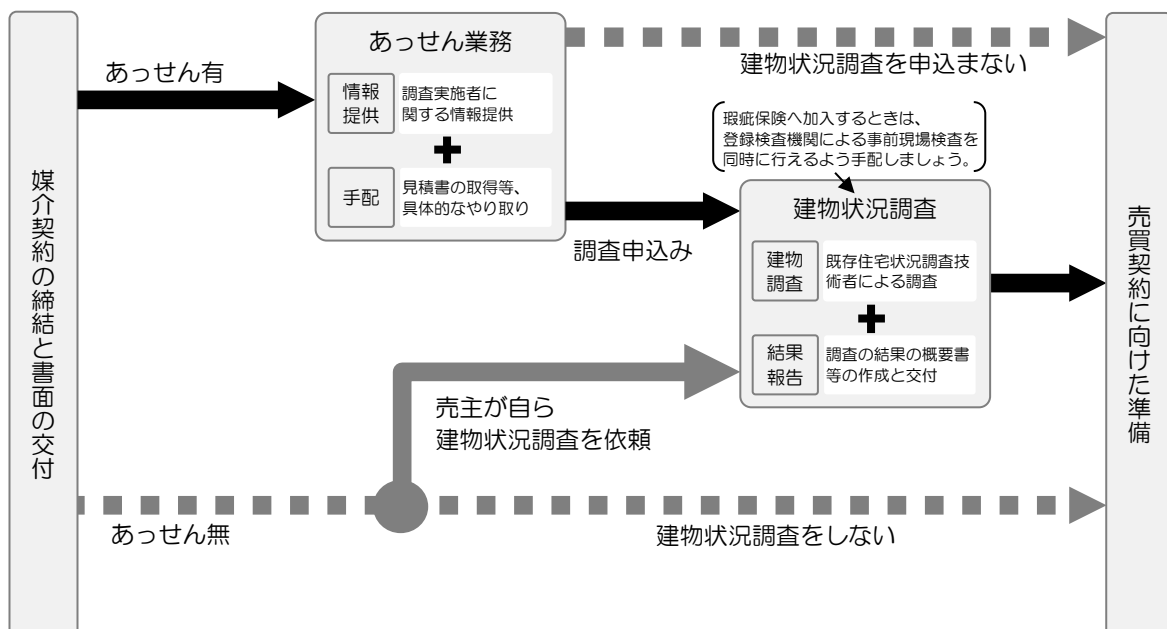 媒介契約の締結と書面の交付
あっせん有
あっせん業務
情報
提供
調査実施者に
関する情報提供
手配
見積書の取得等、
具体的なやり取り
建物状況調査を申込まない
瑕疵保険へ加入するときは、
登録検査機関による事前現場検査を
同時に行えるよう手配しましょう。
調査申込み
建物状況調査
建物
調査
既存住宅状況調査技
術者による調査
結果
報告
調査の結果の概要書
等の作成と交付
売主が自ら
建物状況調査を依頼
あっせん無
建物状況調査をしない
売買契約に向けた準備